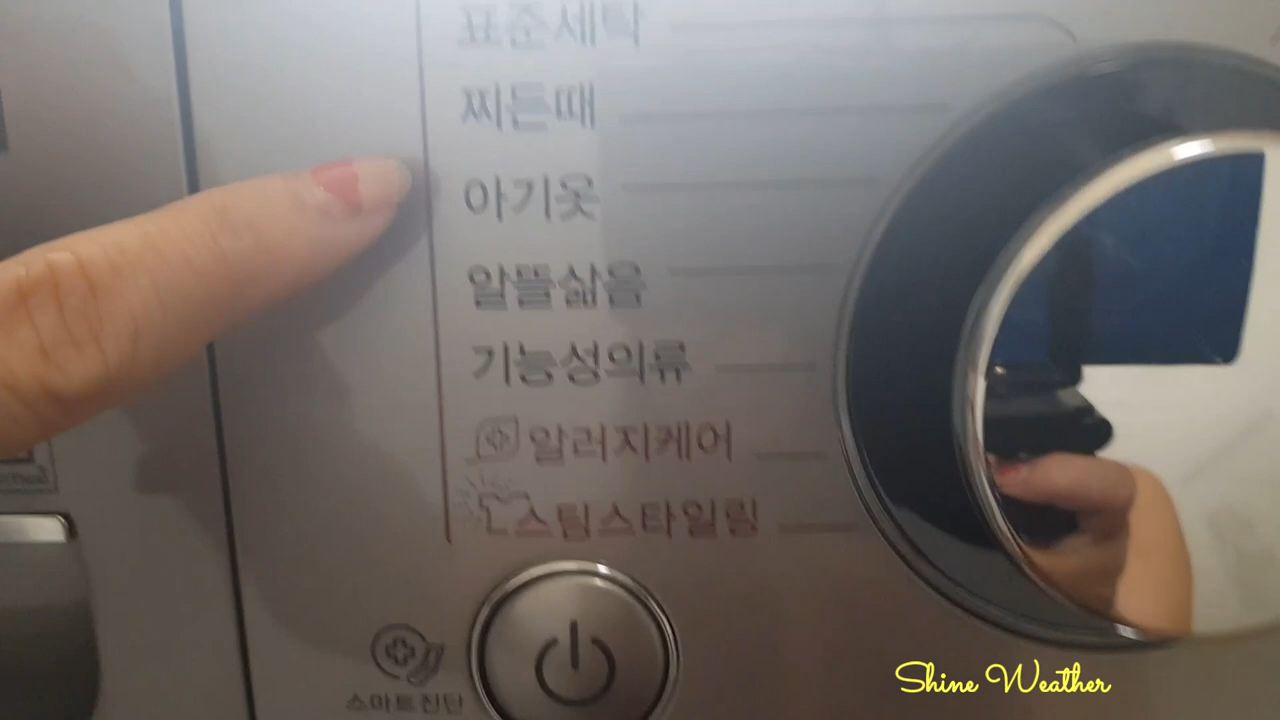 표준세탁
찌든때
아기옷
알뜰삶음
기능성의류
알러지케어
스팀스타일링
스마트진단
Shine Weather